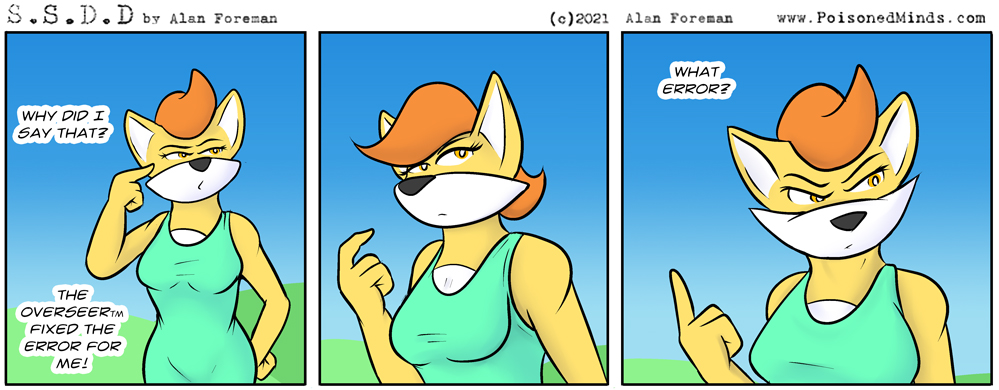 S.S.D.D by Alan Foreman (c)2021 Alan Foreman www.PoisonedMinds.com
WHY DID I
SAY THAT?
THE
OVERSEER™
FIXED THE
ERROR FOR
ME!
WHAT
ERROR?